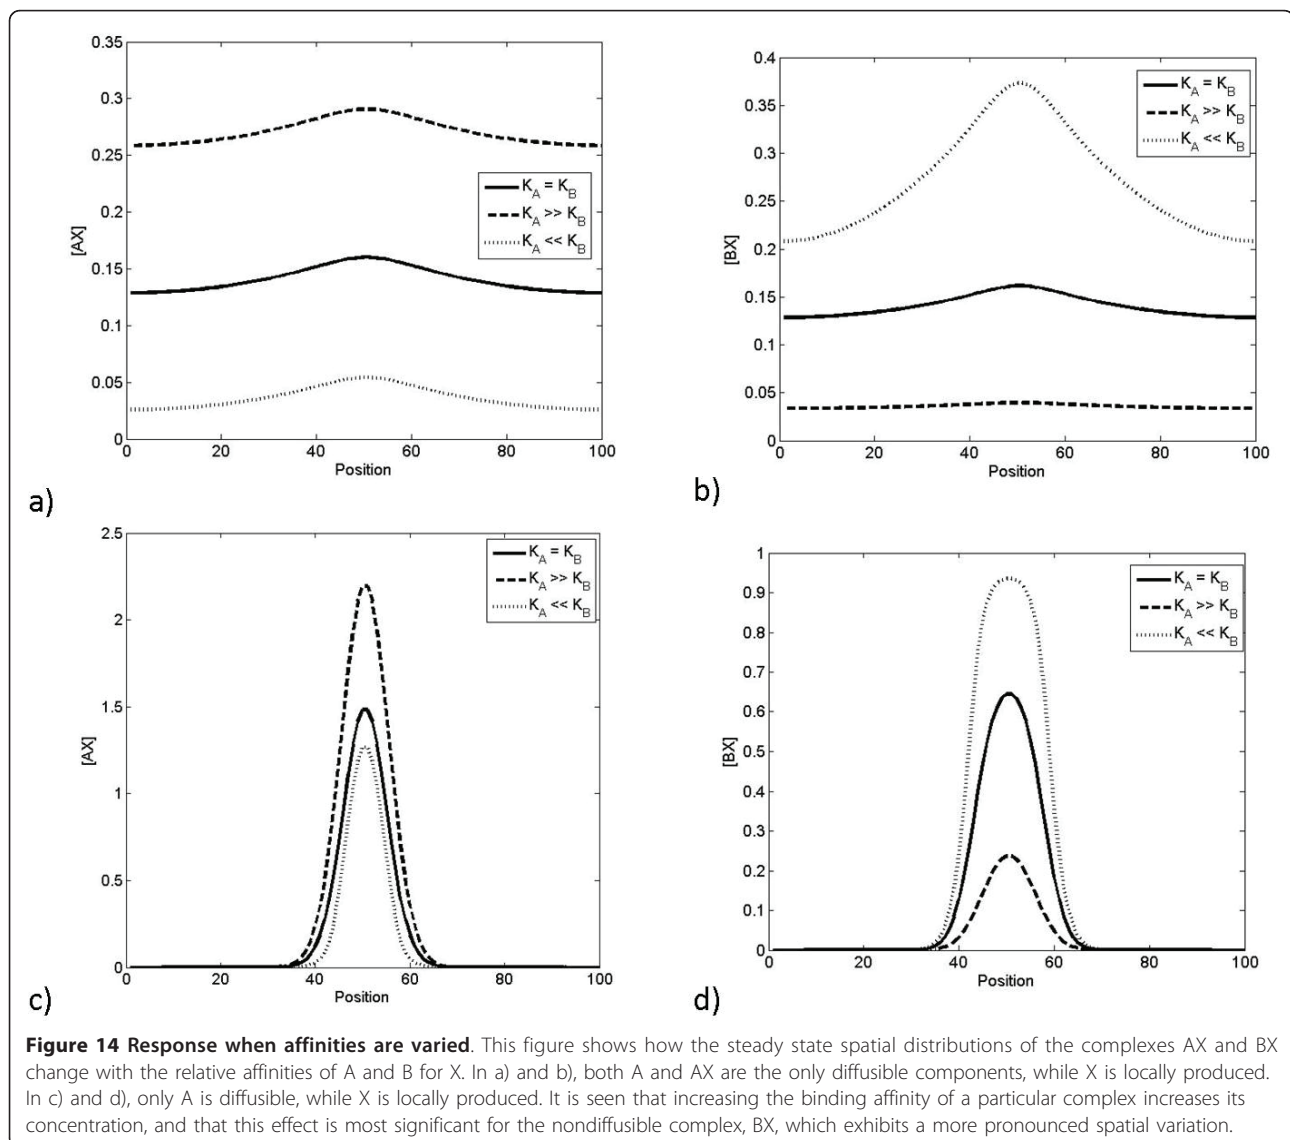 0.35
0.3
0.25
0.2
0.15
0.1
0.05
0
[AX]
K_A = K_B
K_A >> K_B
K_A << K_B
0 20 40 60 80 100
Position
a)
0.4
0.35
0.3
0.25
0.2
0.15
0.1
0.05
0
[BX]
K_A = K_B
K_A >> K_B
K_A << K_B
0 20 40 60 80 100
Position
b)
2.5
2
1.5
1
0.5
0
[AX]
K_A = K_B
K_A >> K_B
K_A << K_B
0 20 40 60 80 100
Position
c)
1
0.9
0.8
0.7
0.6
0.5
0.4
0.3
0.2
0.1
0
[BX]
K_A = K_B
K_A >> K_B
K_A << K_B
0 20 40 60 80 100
Position
d)
Figure 14 Response when affinities are varied. This figure shows how the steady state spatial distributions of the complexes AX and BX
change with the relative affinities of A and B for X. In a) and b), both A and AX are the only diffusible components, while X is locally produced.
In c) and d), only A is diffusible, while X is locally produced. It is seen that increasing the binding affinity of a particular complex increases its
concentration, and that this effect is most significant for the nondiffusible complex, BX, which exhibits a more pronounced spatial variation.